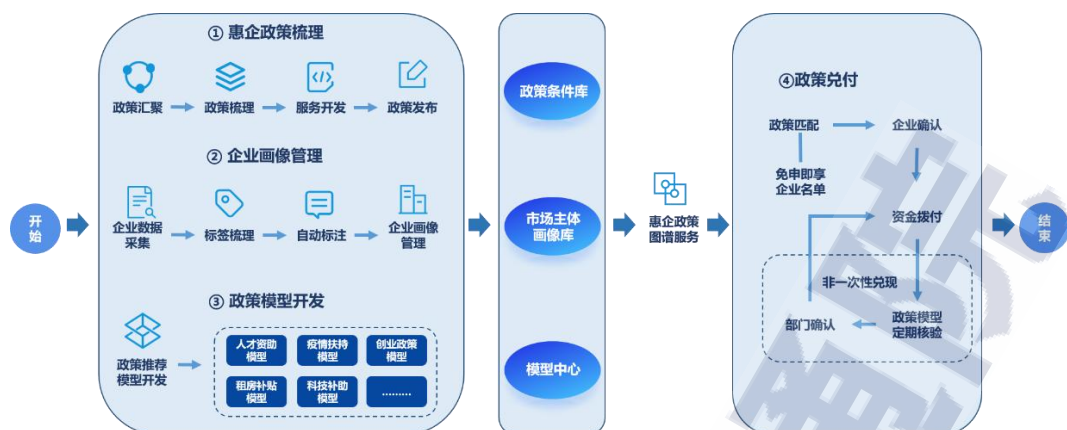 ① 惠企政策梳理
政策汇聚
政策梳理
服务开发
政策发布
② 企业画像管理
开
始
企业数据
采集
标签梳理
自动标注
企业画像
管理
③ 政策模型开发
政策推荐
模型开发
人才资助
模型
疫情扶持
模型
创业政策
模型
租房补贴
模型
科技补助
模型
.........
政策条件库
市场主体
画像库
模型中心
惠企政策
图谱服务
④政策兑付
政策匹配
企业确认
免申即享
企业名单
资金拨付
非一次性兑现
部门确认
政策模型
定期核验
结
束